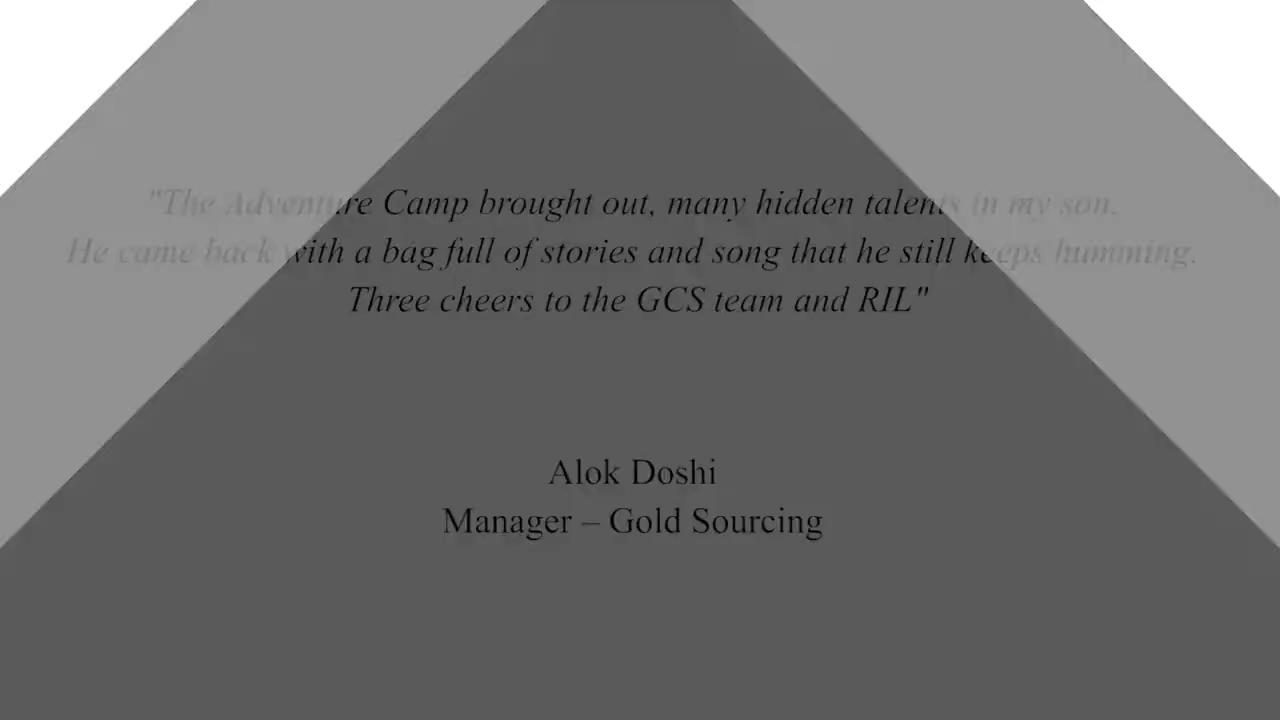 "The Adventure Camp brought out, many hidden talents in my son.
He came back with a bag full of stories and song that he still keeps humming.
Three cheers to the GCS team and RIL"
Alok Doshi
Manager – Gold Sourcing